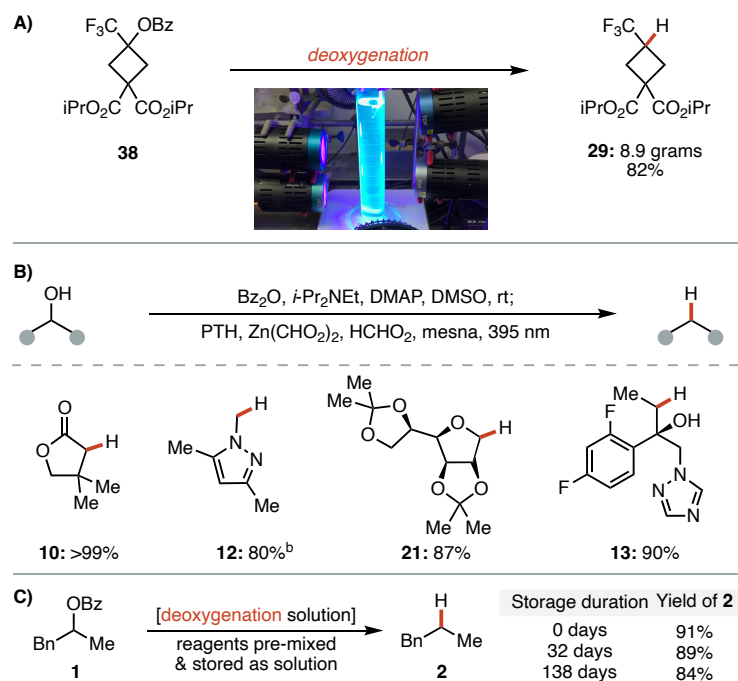 A)
F3C
OBz
iPrO2C
CO2iPr
38
deoxygenation
F3C
H
iPrO2C
CO2iPr
29: 8.9 grams
82%
B)
OH
Bz2O, i-Pr2NEt, DMAP, DMSO, rt;
PTH, Zn(CHO2)2, HCHO2, mesna, 395 nm
H
O
O
H
Me
Me
10: >99%
H
N
N
Me
Me
12: 80%b
Me
Me
O
O
O
H
O
O
Me
Me
21: 87%
Me
H
F
OH
F
N
N
N
13: 90%
C)
OBz
Bn
Me
1
[deoxygenation solution]
reagents pre-mixed
& stored as solution
H
Bn
Me
2
Storage duration Yield of 2
0 days 91%
32 days 89%
138 days 84%